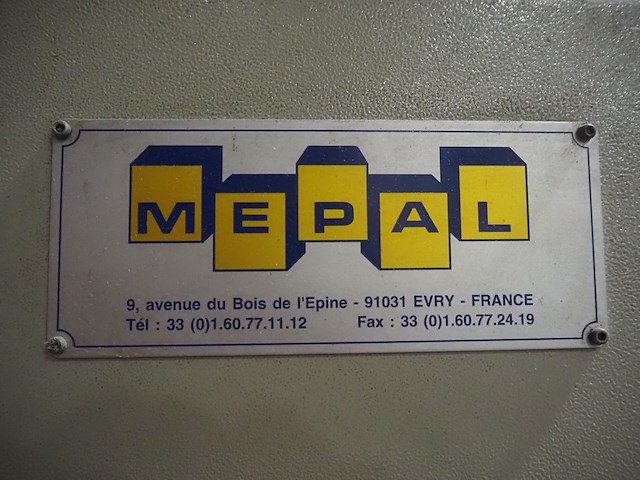 MEPAL
9, avenue du Bois de l'Epine - 91031 EVRY - FRANCE
Tél : 33 (0)1.60.77.11.12 Fax : 33 (0)1.60.77.24.19